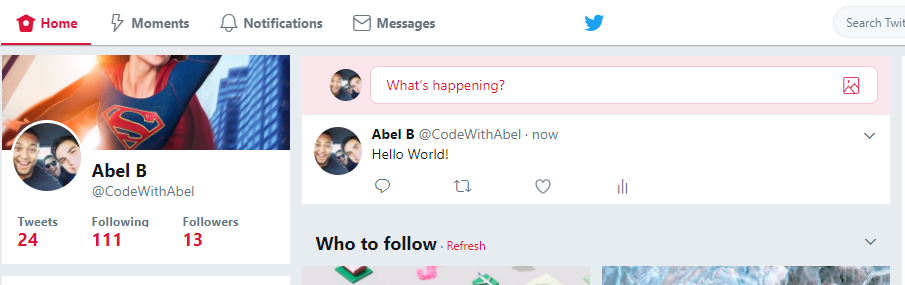 Home
Moments
Notifications
Messages
Search Twit
What's happening?
Abel B @CodeWithAbel · now
Hello World!
Abel B
@CodeWithAbel
Tweets Following Followers
24 111 13
Who to follow · Refresh